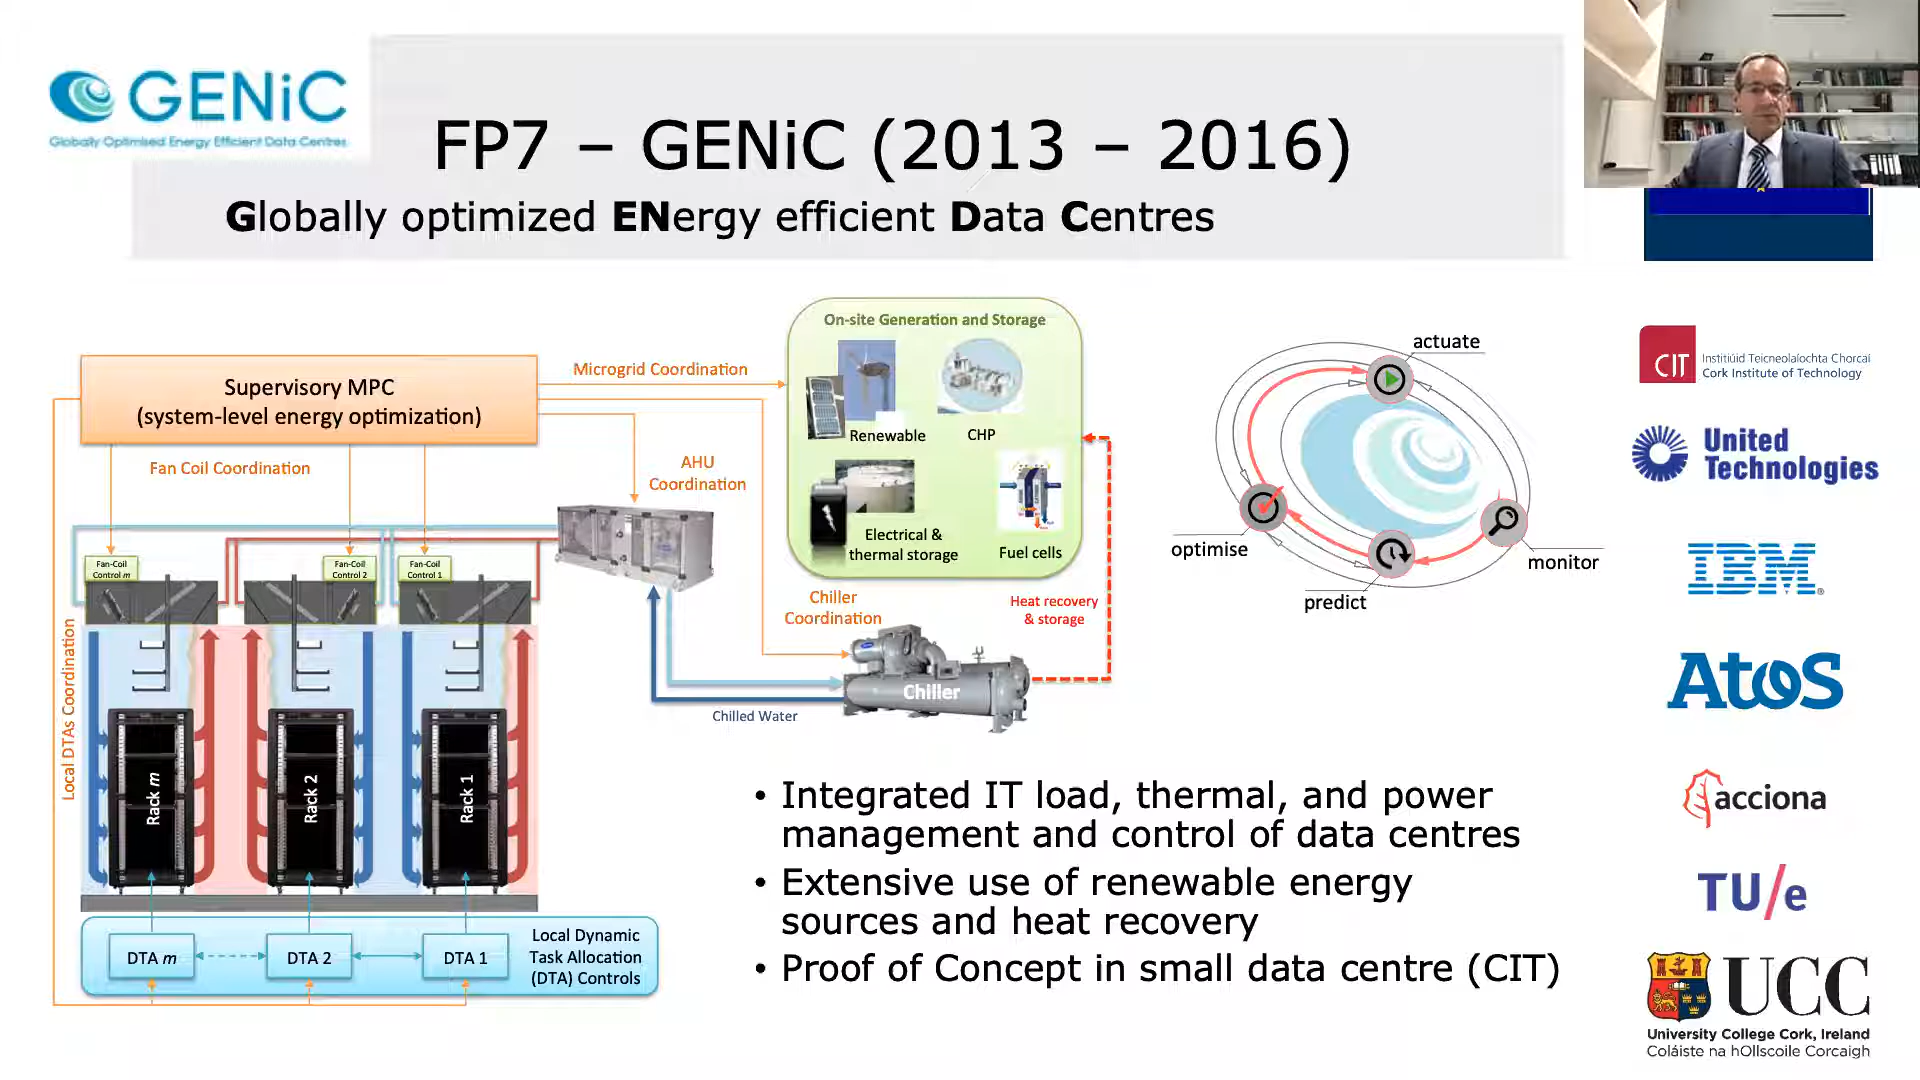 GENiC
Globally Optimised Energy Efficient Data Centres
FP7 – GENiC (2013 – 2016)
Globally optimized ENergy efficient Data Centres
Supervisory MPC
(system-level energy optimization)
Microgrid Coordination
Fan Coil Coordination
AHU
Coordination
On-site Generation and Storage
Renewable
CHP
Electrical &
thermal storage
Fuel cells
Fan-Coil
Control m
Fan-Coil
Control 2
Fan-Coil
Control 1
Chiller
Coordination
Heat recovery
& storage
Chiller
Chilled Water
Local DTAs Coordination
Rack m
Rack 2
Rack 1
DTA m
DTA 2
DTA 1
Local Dynamic
Task Allocation
(DTA) Controls
actuate
optimise
predict
monitor
• Integrated IT load, thermal, and power
management and control of data centres
• Extensive use of renewable energy
sources and heat recovery
• Proof of Concept in small data centre (CIT)
CIT
Institiúid Teicneolaíochta Chorcaí
Cork Institute of Technology
United
Technologies
IBM®
Atos
acciona
TU/e
UCC
University College Cork, Ireland
Coláiste na hOllscoile Corcaigh